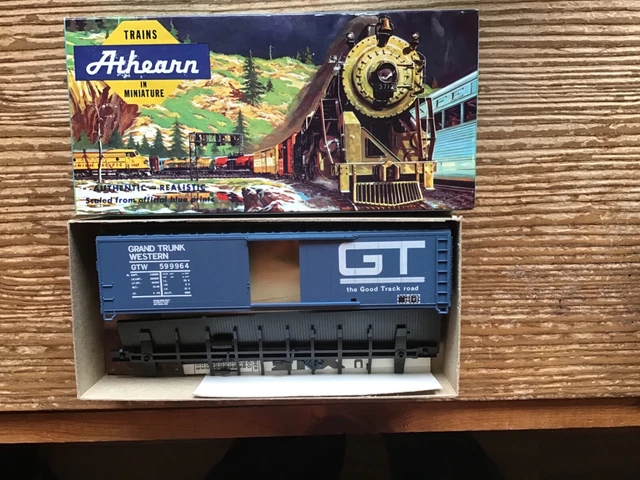 TRAINS
Athearn
IN
MINIATURE
3714
AUTHENTIC — REALISTIC
Scaled from official blue prints
GRAND TRUNK
WESTERN
GTW 599964
GT
the Good Track road